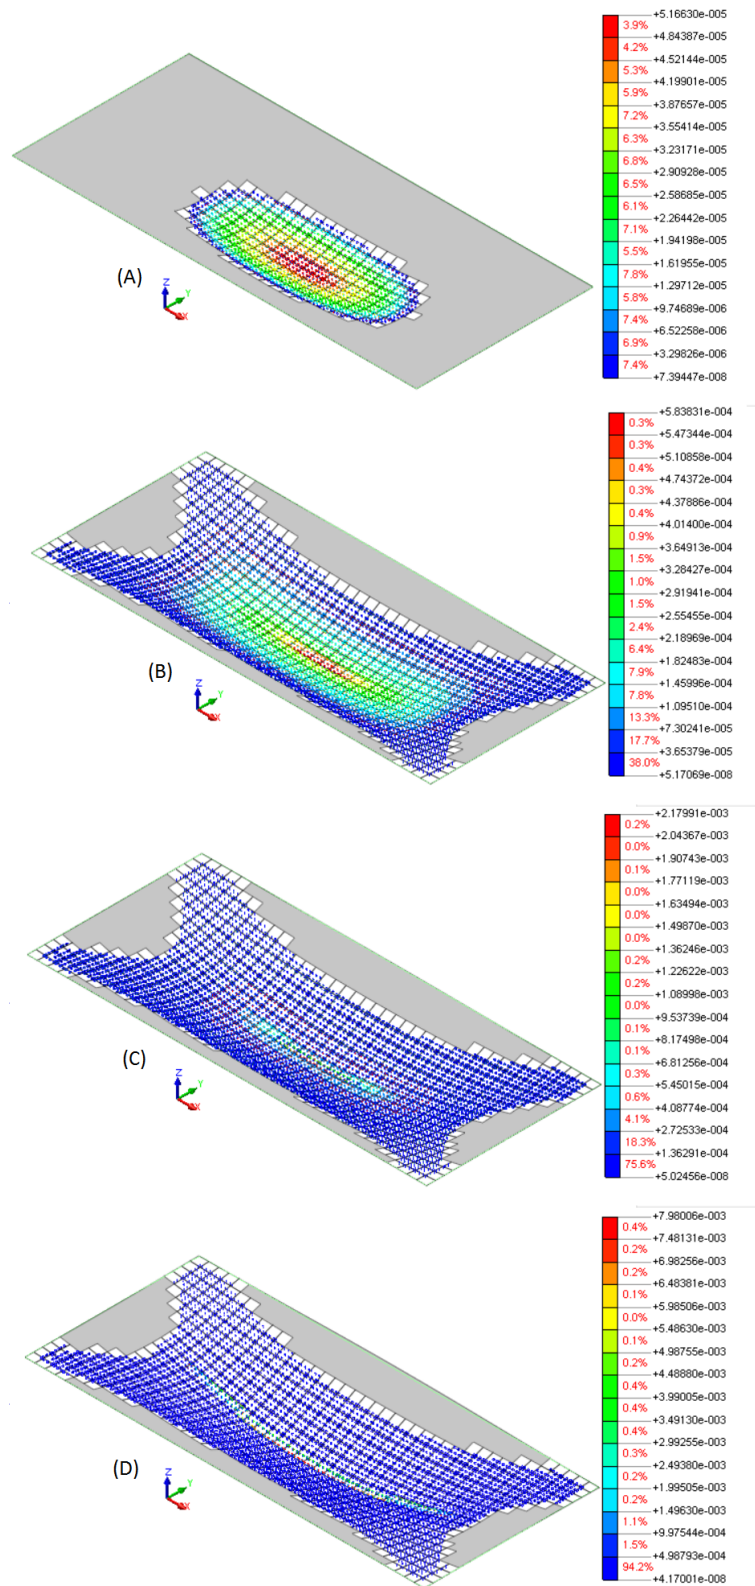 +5.16630e-005
3.9%
+4.84387e-005
4.2%
+4.52144e-005
5.3%
+4.19901e-005
5.9%
+3.87657e-005
7.2%
+3.55414e-005
6.3%
+3.23171e-005
6.8%
+2.90928e-005
6.5%
+2.58685e-005
6.1%
+2.26442e-005
7.1%
+1.94198e-005
5.5%
+1.61955e-005
7.8%
+1.29712e-005
5.8%
+9.74689e-006
7.4%
+6.52258e-006
6.9%
+3.29826e-006
7.4%
+7.39447e-008
(A)
Z
Y
X
+5.83831e-004
0.3%
+5.47344e-004
0.3%
+5.10858e-004
0.4%
+4.74372e-004
0.3%
+4.37886e-004
0.4%
+4.01400e-004
0.9%
+3.64913e-004
1.5%
+3.28427e-004
1.0%
+2.91941e-004
1.5%
+2.55455e-004
2.4%
+2.18969e-004
6.4%
+1.82483e-004
7.9%
+1.45996e-004
7.8%
+1.09510e-004
13.3%
+7.30241e-005
17.7%
+3.65379e-005
38.0%
+5.17069e-008
(B)
Z
Y
X
+2.17991e-003
0.2%
+2.04367e-003
0.0%
+1.90743e-003
0.1%
+1.77119e-003
0.0%
+1.63494e-003
0.0%
+1.49870e-003
0.0%
+1.36246e-003
0.2%
+1.22622e-003
0.2%
+1.08998e-003
0.0%
+9.53739e-004
0.1%
+8.17498e-004
0.1%
+6.81256e-004
0.3%
+5.45015e-004
0.6%
+4.08774e-004
4.1%
+2.72533e-004
18.3%
+1.36291e-004
75.6%
+5.02456e-008
(C)
Z
Y
X
+7.98006e-003
0.4%
+7.48131e-003
0.2%
+6.98256e-003
0.2%
+6.48381e-003
0.1%
+5.98506e-003
0.0%
+5.48630e-003
0.1%
+4.98755e-003
0.2%
+4.48880e-003
0.4%
+3.99005e-003
0.4%
+3.49130e-003
0.4%
+2.99255e-003
0.3%
+2.49380e-003
0.2%
+1.99505e-003
0.2%
+1.49630e-003
1.1%
+9.97544e-004
1.5%
+4.98793e-004
94.2%
+4.17001e-008
(D)
Z
Y
X